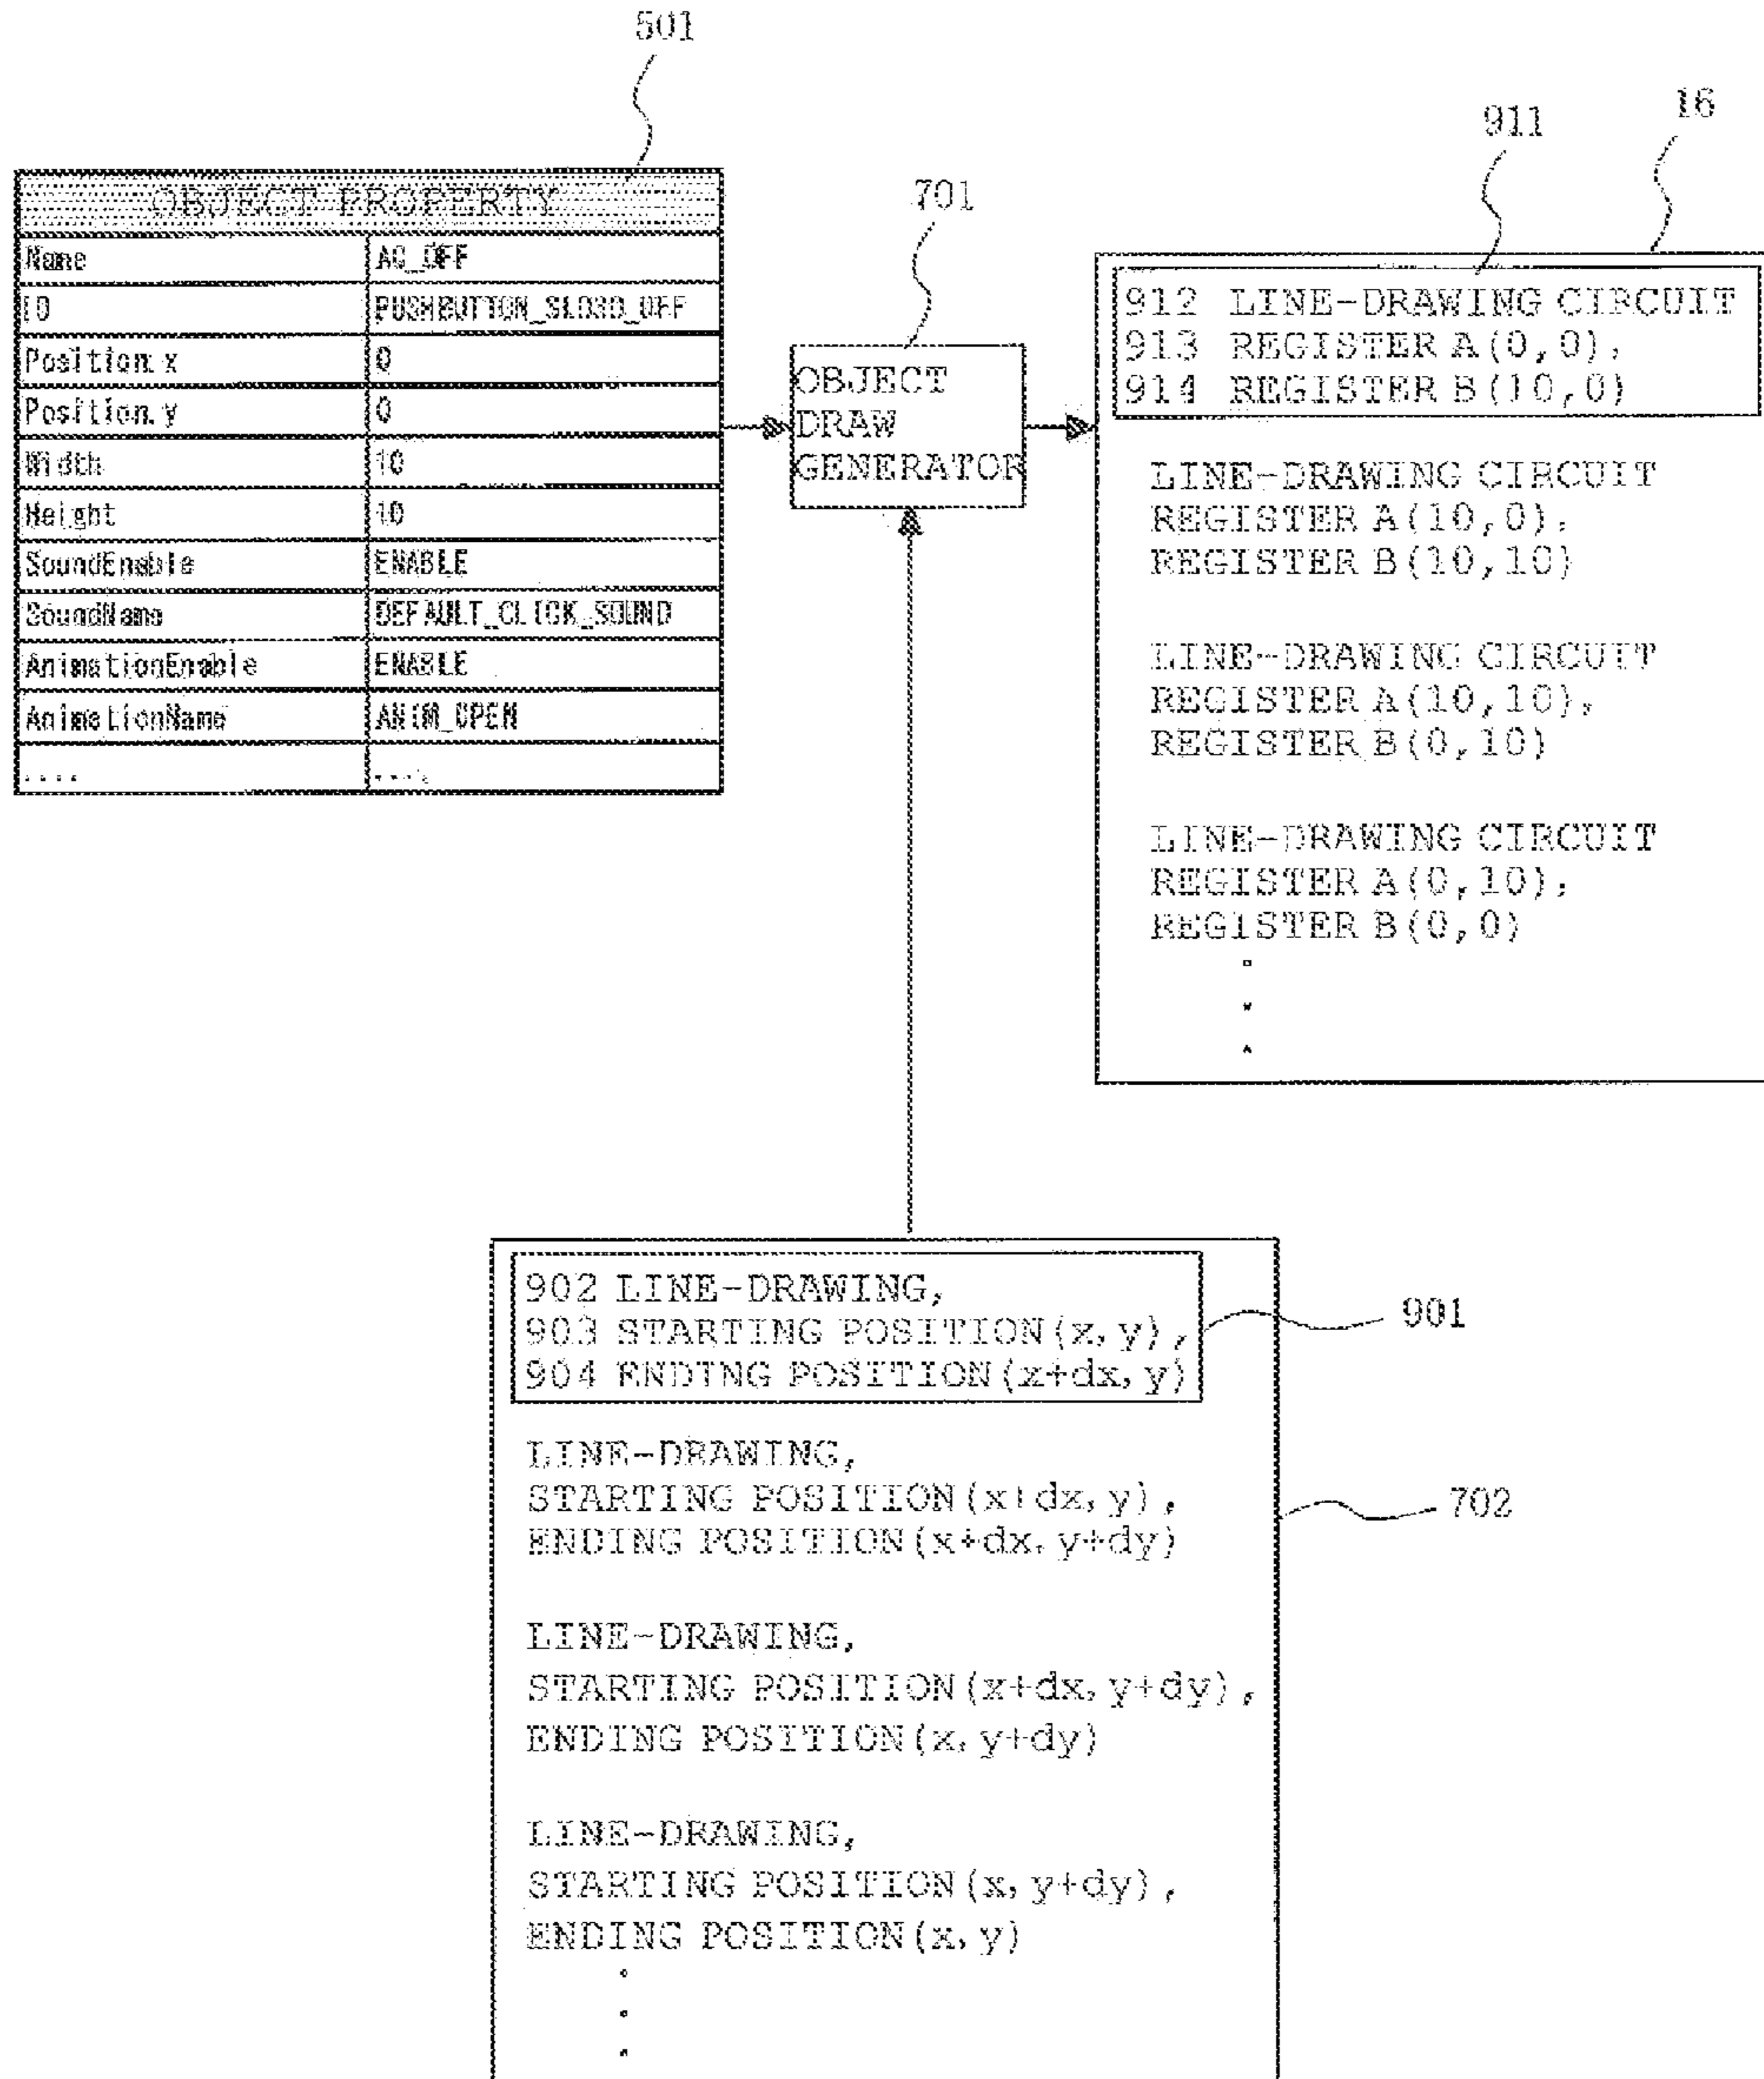 501
OBJECT PROPERTY
Name AC_OFF
ID
Position.x 0
Position.y 0
Width 10
Height 10
SoundEnable ENABLE
SoundName DEFAULT_CLICK_SOUND
AnimationEnable ENABLE
AnimationName ANIM_OPEN
.... ....
701
OBJECT
DRAW
GENERATOR
911
16
912 LINE-DRAWING CIRCUIT
913 REGISTER A(0,0),
914 REGISTER B(10,0)
LINE-DRAWING CIRCUIT
REGISTER A(10,0),
REGISTER B(10,10)
LINE-DRAWING CIRCUIT
REGISTER A(10,10),
REGISTER B(0,10)
LINE-DRAWING CIRCUIT
REGISTER A(0,10),
REGISTER B(0,0)
902 LINE-DRAWING,
903 STARTING POSITION(x,y),
904 ENDING POSITION(x+dx,y)
901
LINE-DRAWING,
STARTING POSITION(x+dx,y),
ENDING POSITION(x+dx,y+dy)
702
LINE-DRAWING,
STARTING POSITION(x+dx,y+dy),
ENDING POSITION(x,y+dy)
LINE-DRAWING,
STARTING POSITION(x,y+dy),
ENDING POSITION(x,y)